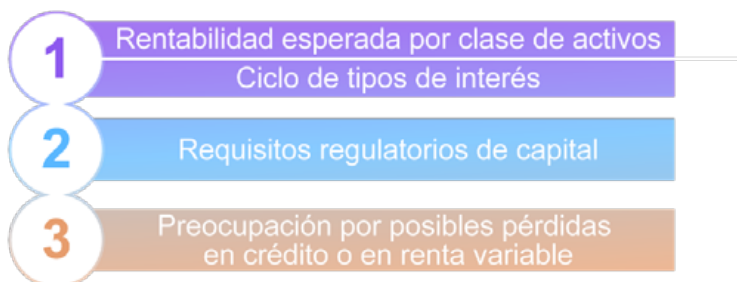 1
Rentabilidad esperada por clase de activos
Ciclo de tipos de interés
2
Requisitos regulatorios de capital
3
Preocupación por posibles pérdidas
en crédito o en renta variable